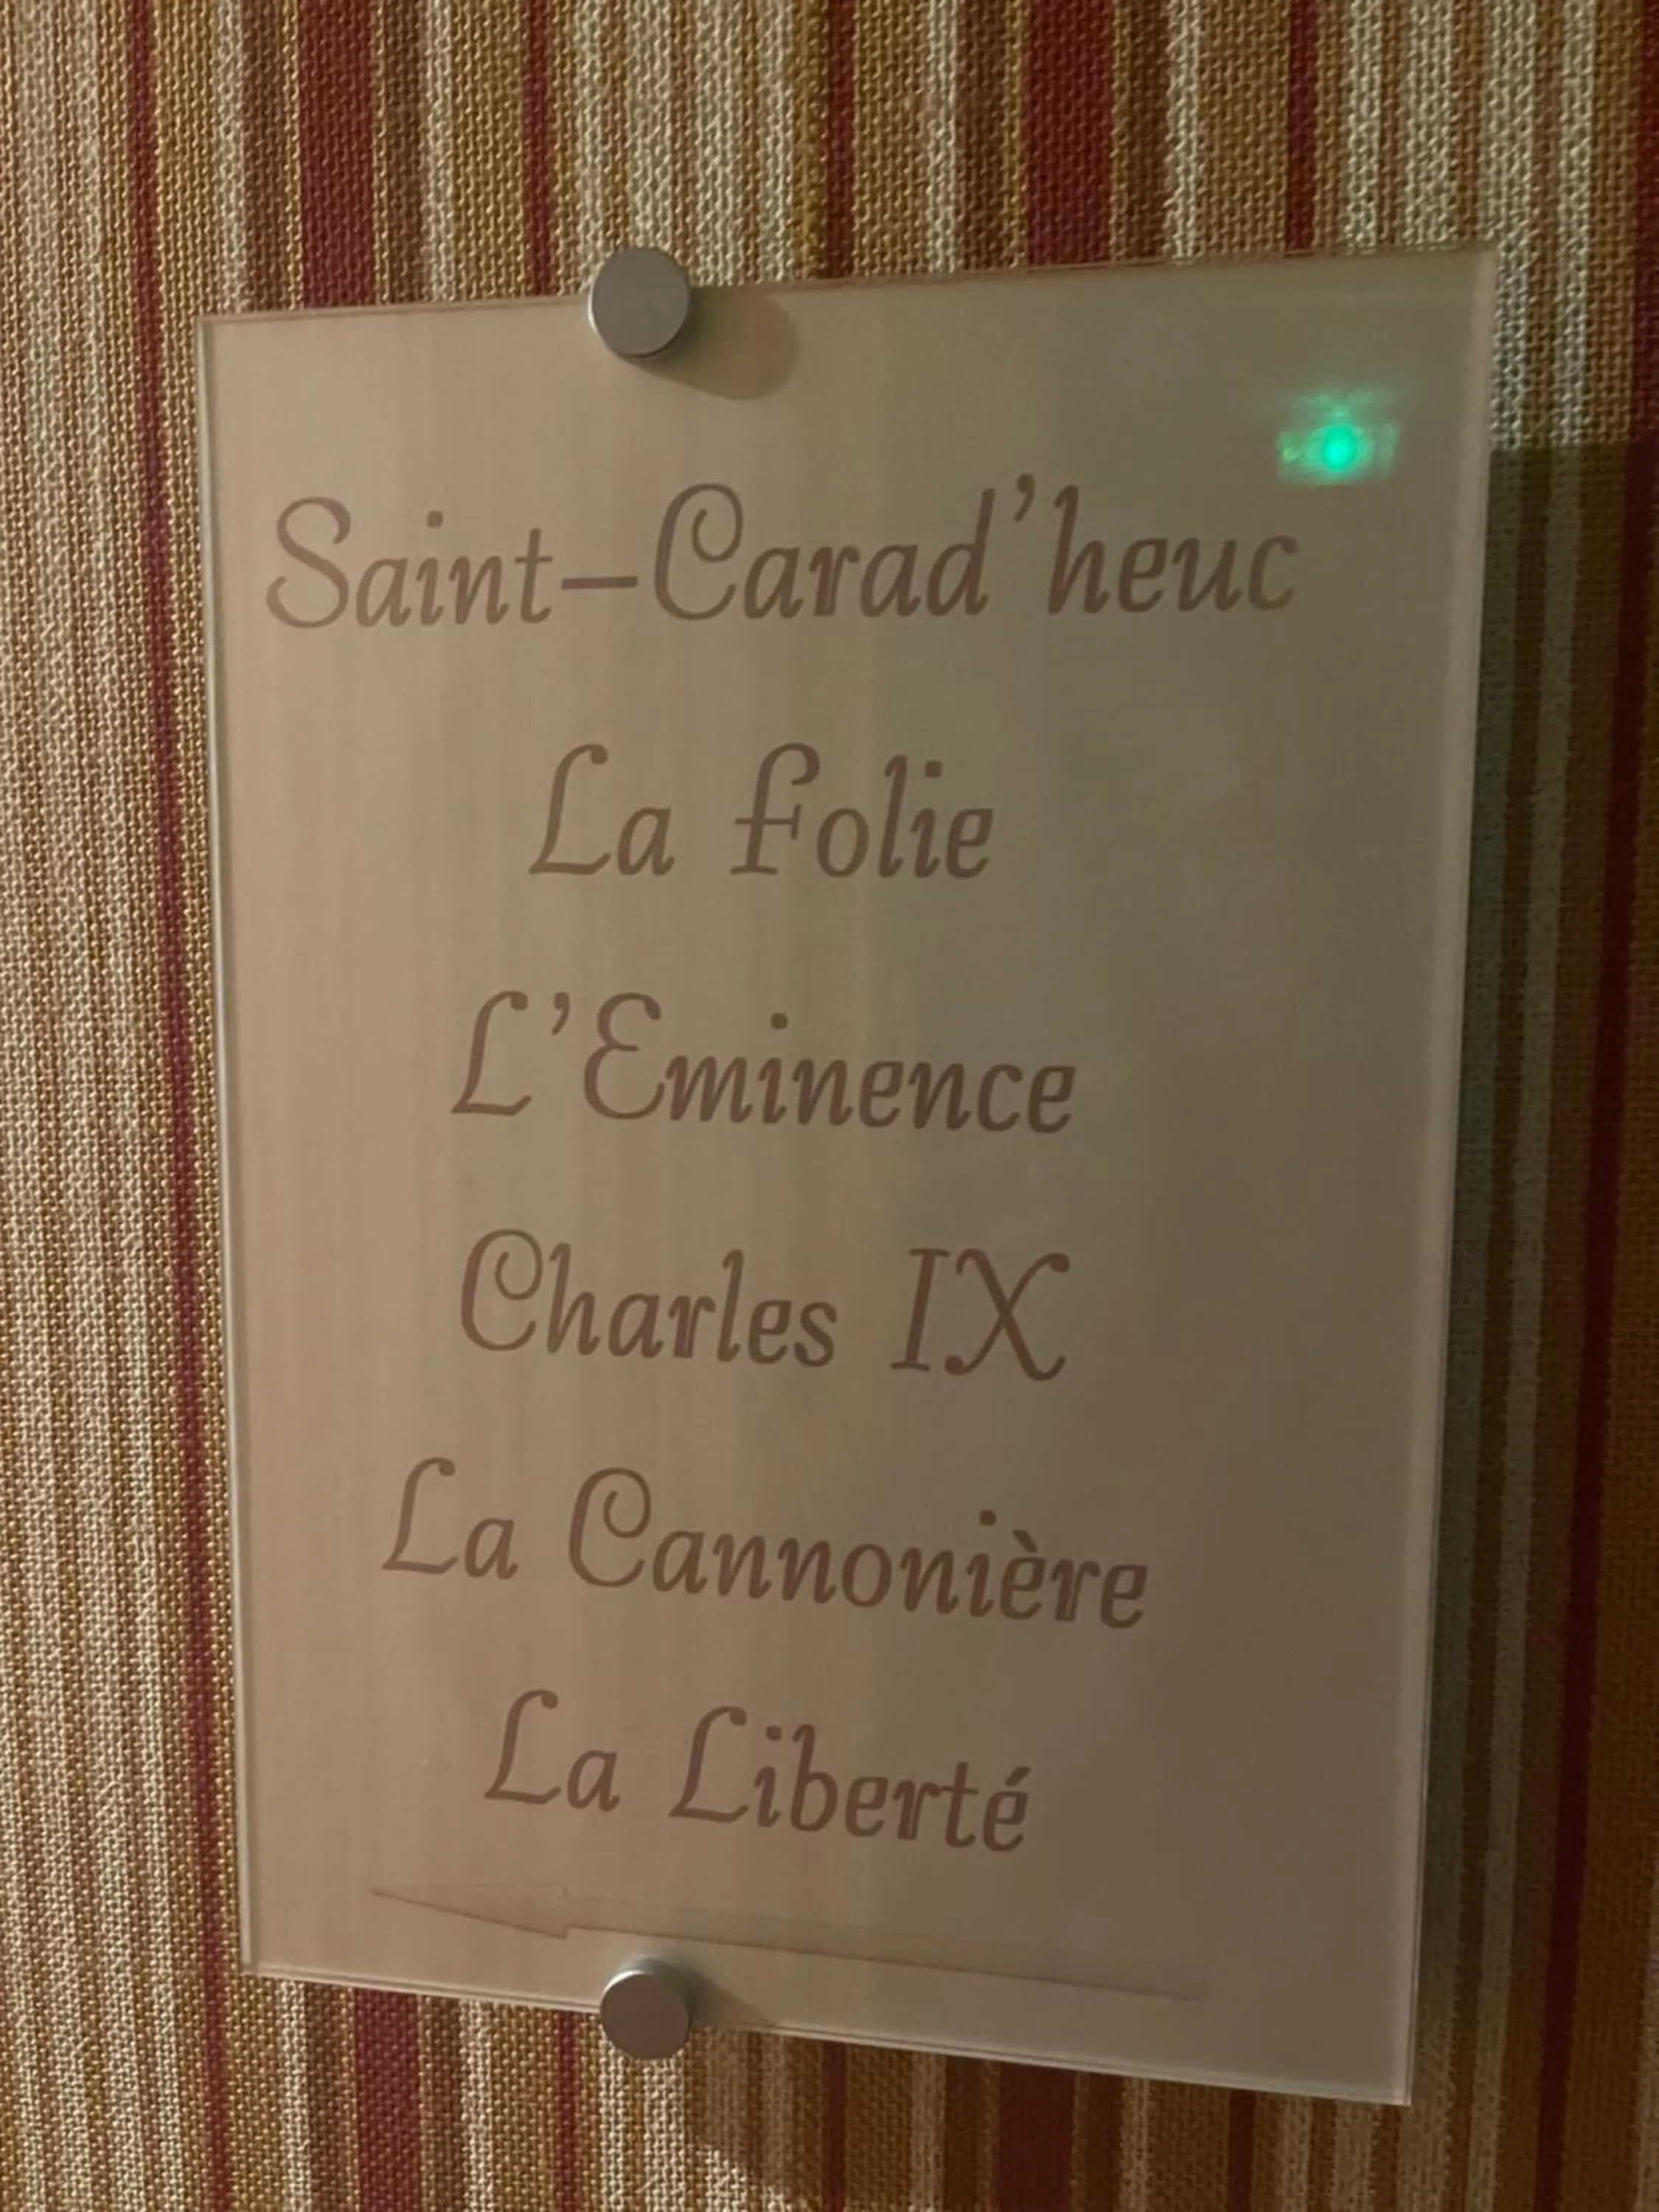 Saint-Carad'heuc
La Folie
L'Eminence
Charles IX
La Cannonière
La Liberté